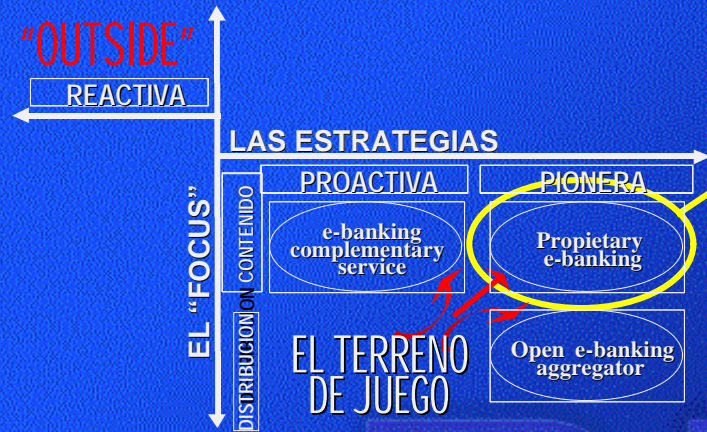 "OUTSIDE"
REACTIVA
LAS ESTRATEGIAS
PROACTIVA
PIONERA
EL "FOCUS"
CONTENIDO
DISTRIBUCION
e-banking
complementary
service
Propietary
e-banking
EL TERRENO
DE JUEGO
Open e-banking
aggregator